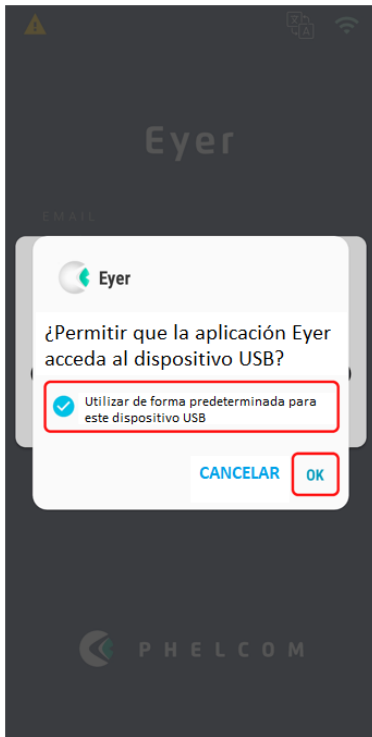 Eyer
EMAIL
Eyer
¿Permitir que la aplicación Eyer
acceda al dispositivo USB?
Utilizar de forma predeterminada para
este dispositivo USB
CANCELAR OK
PHELCOM